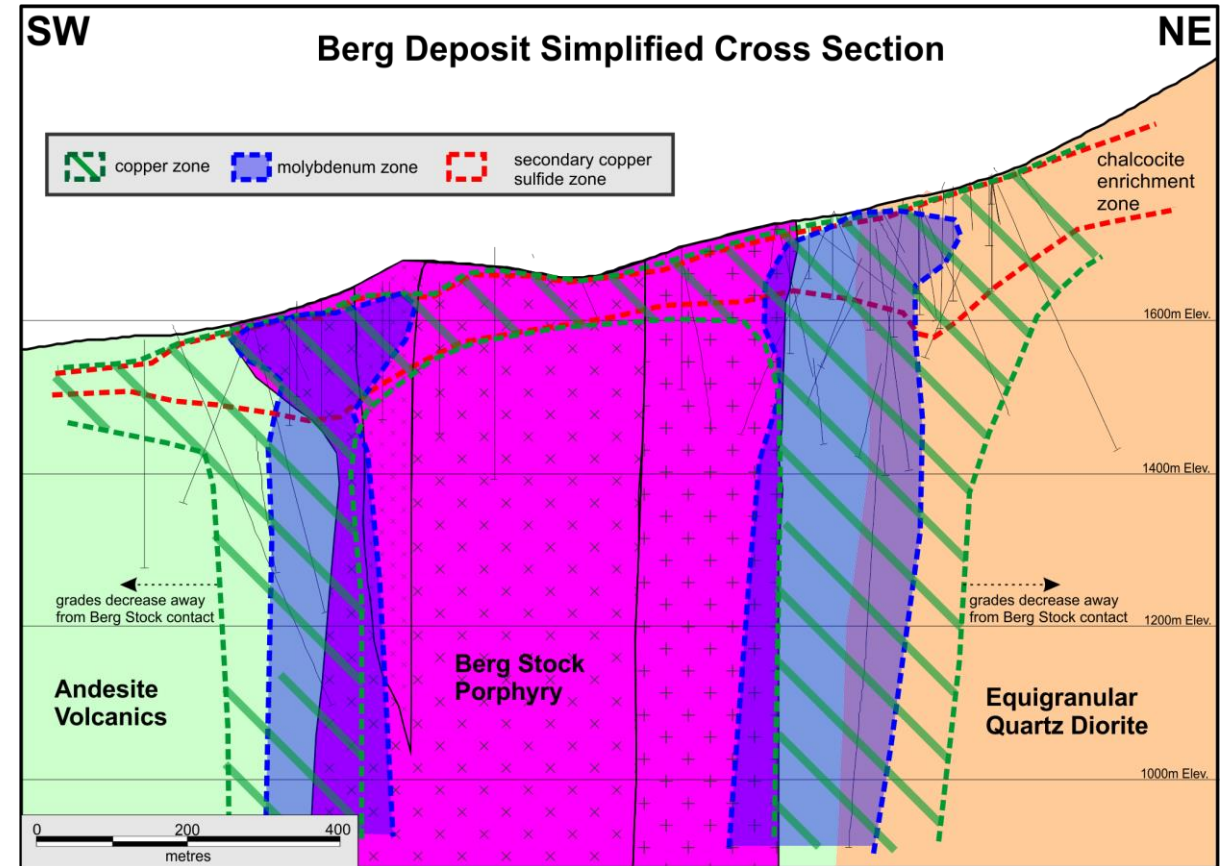 SW
NE
Berg Deposit Simplified Cross Section
copper zone
molybdenum zone
secondary copper
sulfide zone
chalcocite
enrichment
zone
1600m Elev.
1400m Elev.
grades decrease away
from Berg Stock contact
grades decrease away
from Berg Stock contact
1200m Elev.
Andesite
Volcanics
Berg Stock
Porphyry
Equigranular
Quartz Diorite
1000m Elev.
0
200
400
metres